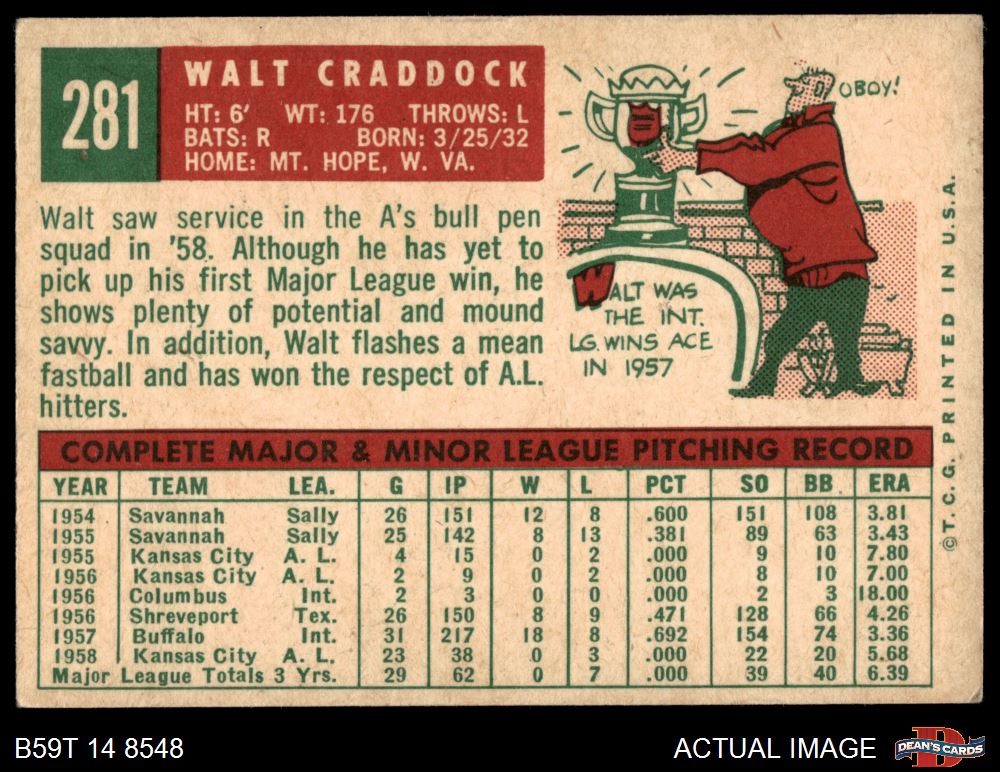 281
WALT CRADDOCK
HT: 6' WT: 176 THROWS: L
BATS: R BORN: 3/25/32
HOME: MT. HOPE, W. VA.
Walt saw service in the A's bull pen
squad in '58. Although he has yet to
pick up his first Major League win, he
shows plenty of potential and mound
savvy. In addition, Walt flashes a mean
fastball and has won the respect of A.L.
hitters.
O BOY!
WALT WAS
THE INT.
LG. WINS ACE
IN 1957
COMPLETE MAJOR & MINOR LEAGUE PITCHING RECORD
YEAR TEAM LEA. G IP W L PCT SO BB ERA
1954 Savannah Sally 26 151 12 8 .600 151 108 3.81
1955 Savannah Sally 25 142 8 13 .381 89 63 3.43
1955 Kansas City A. L. 4 15 0 2 .000 9 10 7.80
1956 Kansas City A. L. 2 9 0 2 .000 8 10 7.00
1956 Columbus Int. 2 3 0 0 .000 2 3 18.00
1956 Shreveport Tex. 26 150 8 9 .471 128 66 4.26
1957 Buffalo Int. 31 217 18 8 .692 154 74 3.36
1958 Kansas City A. L. 23 38 0 3 .000 22 20 5.68
Major League Totals 3 Yrs. 29 62 0 7 .000 39 40 6.39
© T. C. G. PRINTED IN U.S.A.
B59T 14 8548
ACTUAL IMAGE
D
DEAN'S CARDS